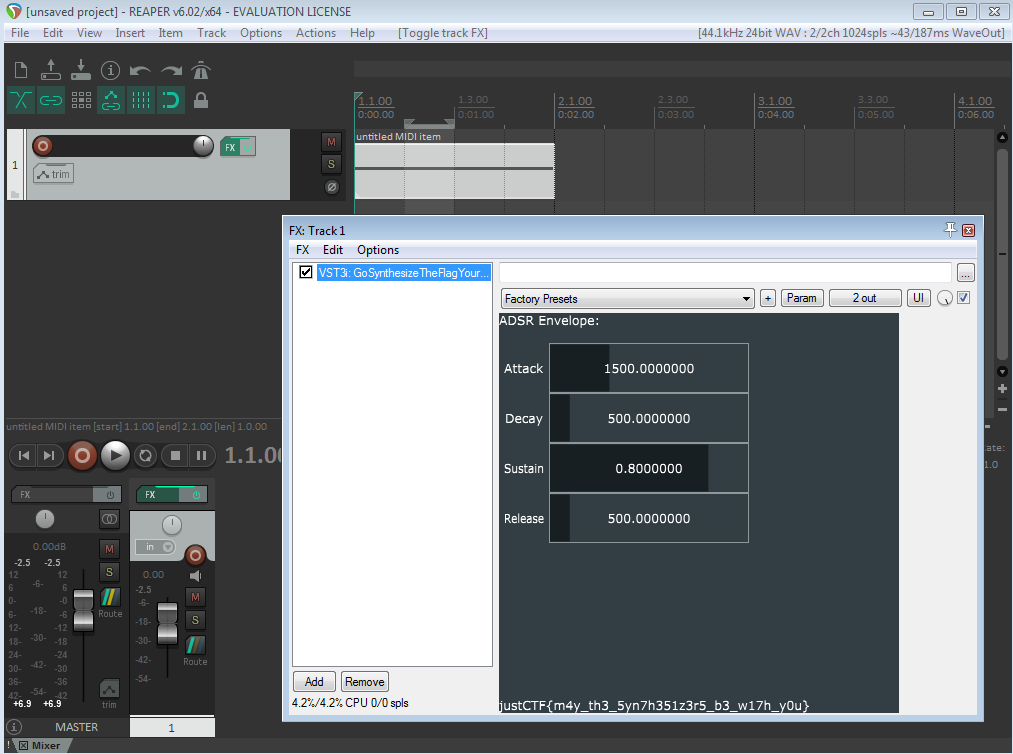 [unsaved project] - REAPER v6.02/x64 - EVALUATION LICENSE
File Edit View Insert Item Track Options Actions Help [Toggle track FX] [44.1kHz 24bit WAV : 2/2ch 1024spls ~43/187ms WaveOut]
1.1.00 1.3.00 2.1.00 2.3.00 3.1.00 3.3.00 4.1.00
0:00.00 0:01.00 0:02.00 0:03.00 0:04.00 0:05.00 0:06.00
untitled MIDI item
1 FX M
trim S
FX: Track 1
FX Edit Options
VST3i: GoSynthesizeTheFlagYour...
...
Factory Presets + Param 2 out UI
ADSR Envelope:
Attack 1500.0000000
Decay 500.0000000
Sustain 0.8000000
Release 500.0000000
justCTF{m4y_th3_5yn7h351z3r5_b3_w17h_y0u}
Add Remove
4.2%/4.2% CPU 0/0 spls
untitled MIDI item [start] 1.1.00 [end] 2.1.00 [len] 1.0.00
1.1.00
ate:
1.0
FX FX
in
0.00dB 0.00
-2.5 -2.5 -2.5
M M
S S
Route Route
12 12
6 -6- 6 -6-
0- -0
6- -18- -6 -18-
12- -12
18- -30- -18 -30-
24- -24
30- -42- -30 -42-
36- -36
42- -54- -42 -54-
+6.9 +6.9 trim
MASTER 1
! Mixer